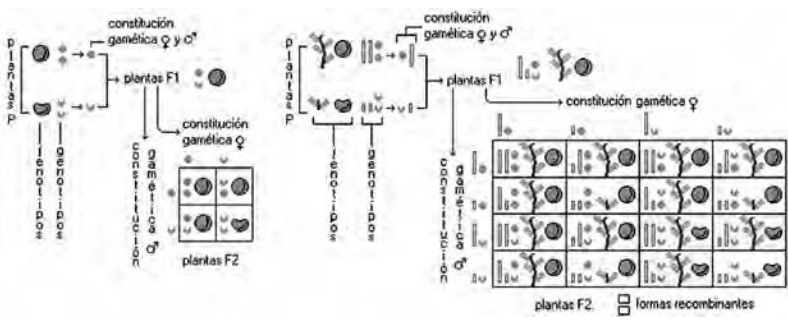 constitución
gamética ♀ y ♂
plantas P
plantas F1
constitución
gamética ♀
fenotipos
genotipos
constitución
gamética ♂
plantas F2
constitución
gamética ♀ y ♂
plantas P
plantas F1
constitución gamética ♀
fenotipos
genotipos
constitución
gamética ♂
plantas F2.
formas recombinantes